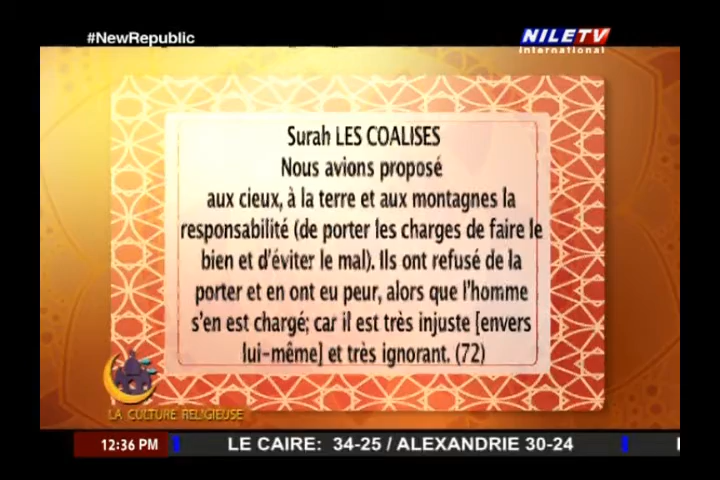 #NewRepublic
NILETV
International
Surah LES COALISES
Nous avions proposé
aux cieux, à la terre et aux montagnes la
responsabilité (de porter les charges de faire le
bien et d'éviter le mal). Ils ont refusé de la
porter et en ont eu peur, alors que l'homme
s'en est chargé; car il est très injuste [envers
lui-même] et très ignorant. (72)
LA CULTURE RELIGIEUSE
12:36 PM LE CAIRE: 34-25 / ALEXANDRIE 30-24